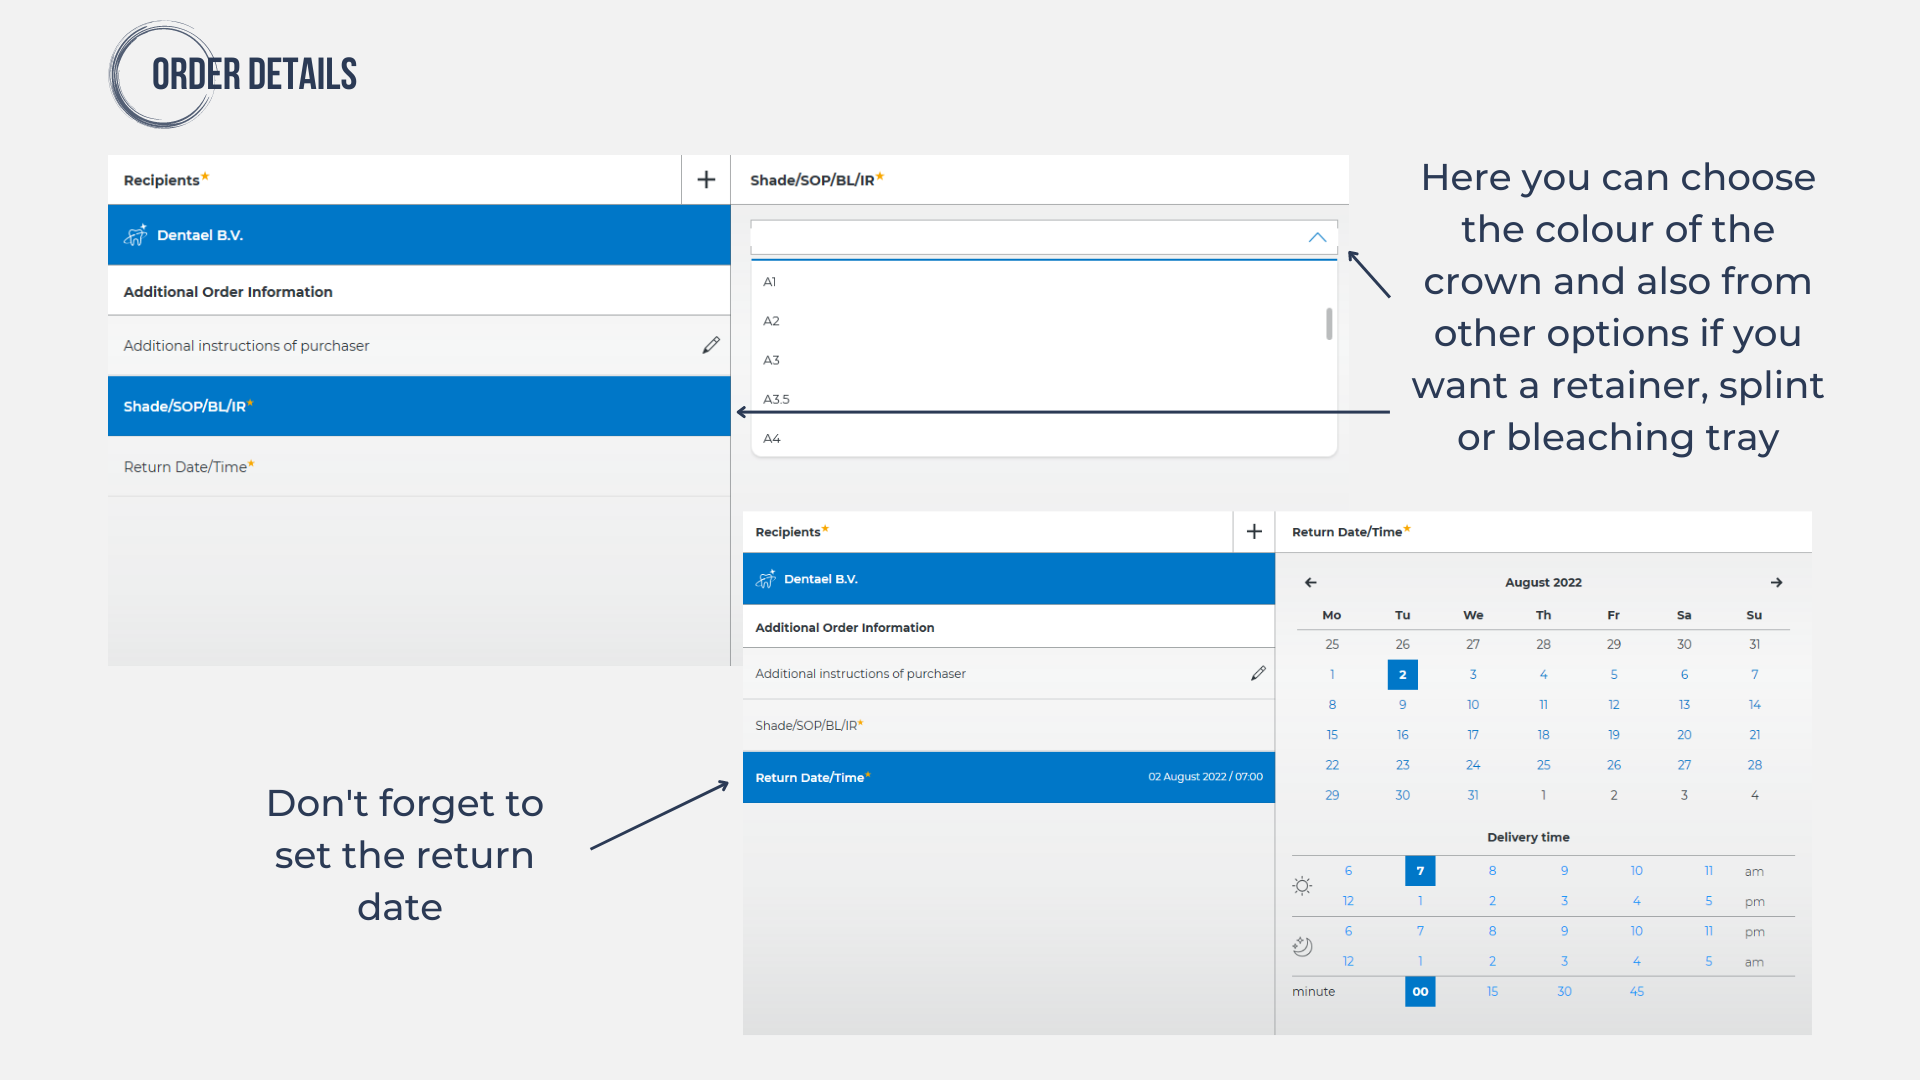 ORDER DETAILS
Recipients*
+
Shade/SOP/BL/IR*
Dentael B.V.
Additional Order Information
Additional instructions of purchaser
Shade/SOP/BL/IR*
Return Date/Time*
A1
A2
A3
A3.5
A4
Here you can choose
the colour of the
crown and also from
other options if you
want a retainer, splint
or bleaching tray
Recipients*
+
Return Date/Time*
Dentael B.V.
Additional Order Information
Additional instructions of purchaser
Shade/SOP/BL/IR*
Return Date/Time* 02 August 2022 / 07:00
August 2022
Mo Tu We Th Fr Sa Su
25 26 27 28 29 30 31
1 2 3 4 5 6 7
8 9 10 11 12 13 14
15 16 17 18 19 20 21
22 23 24 25 26 27 28
29 30 31 1 2 3 4
Delivery time
6 7 8 9 10 11 am
12 1 2 3 4 5 pm
6 7 8 9 10 11 pm
12 1 2 3 4 5 am
minute 00 15 30 45
Don't forget to
set the return
date